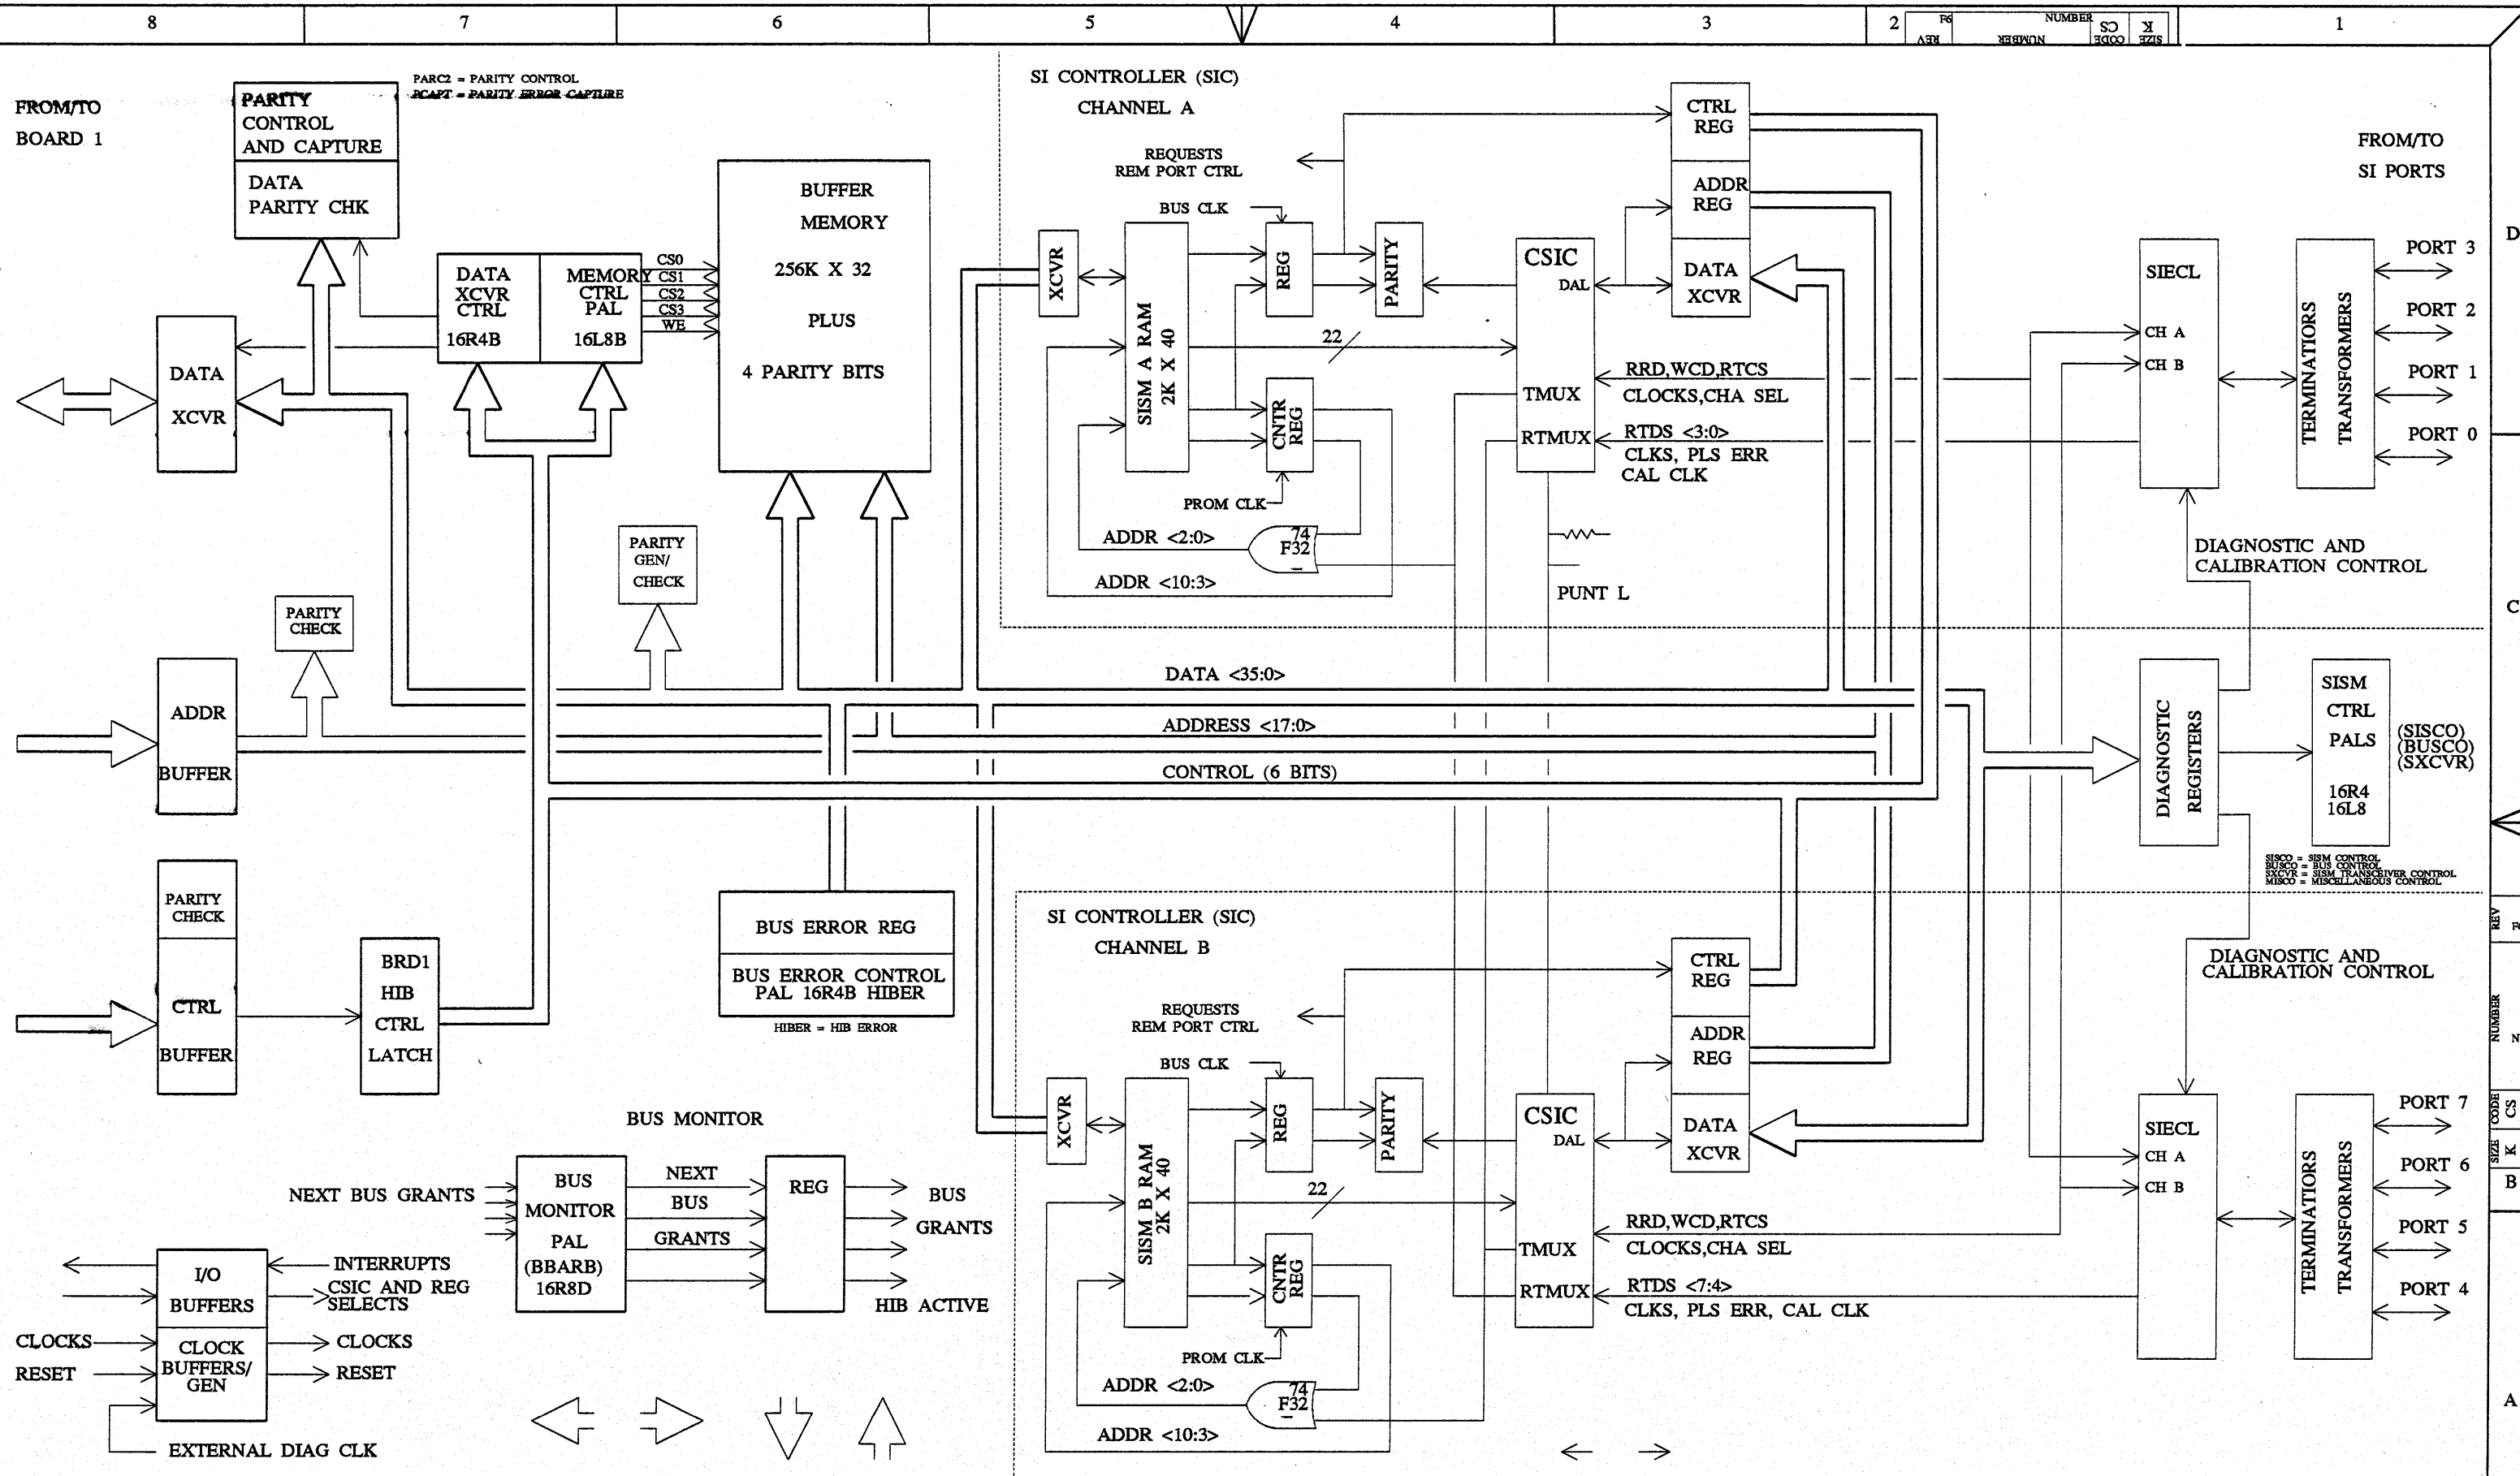 8 7 6 5 4 3 2 1
F6 NUMBER CS K
REV NUMBER CODE SIZE
FROM/TO
BOARD 1
PARITY
CONTROL
AND CAPTURE
DATA
PARITY CHK
PARC2 = PARITY CONTROL
PCAPT = PARITY ERROR CAPTURE
DATA
XCVR
CTRL
16R4B
MEMORY
CTRL
PAL
16L8B
CS0
CS1
CS2
CS3
WE
BUFFER
MEMORY
256K X 32
PLUS
4 PARITY BITS
DATA
XCVR
PARITY
GEN/
CHECK
PARITY
CHECK
ADDR
BUFFER
PARITY
CHECK
CTRL
BUFFER
BRD1
HIB
CTRL
LATCH
BUS ERROR REG
BUS ERROR CONTROL
PAL 16R4B HIBER
HIBER = HIB ERROR
BUS MONITOR
NEXT BUS GRANTS
BUS
MONITOR
PAL
(BBARB)
16R8D
NEXT
BUS
GRANTS
REG
BUS
GRANTS
HIB ACTIVE
I/O
BUFFERS
CLOCK
BUFFERS/
GEN
INTERRUPTS
CSIC AND REG
SELECTS
CLOCKS
CLOCKS
RESET
RESET
EXTERNAL DIAG CLK
SI CONTROLLER (SIC)
CHANNEL A
REQUESTS
REM PORT CTRL
BUS CLK
XCVR
SISM A RAM
2K X 40
REG
PARITY
22
CNTR
REG
PROM CLK
ADDR <2:0>
74
F32
ADDR <10:3>
CTRL
REG
ADDR
REG
DATA
XCVR
CSIC
DAL
TMUX
RTMUX
RRD,WCD,RTCS
CLOCKS,CHA SEL
RTDS <3:0>
CLKS, PLS ERR
CAL CLK
PUNT L
DATA <35:0>
ADDRESS <17:0>
CONTROL (6 BITS)
FROM/TO
SI PORTS
SIECL
CH A
CH B
TERMINATIORS
TRANSFORMERS
PORT 3
PORT 2
PORT 1
PORT 0
DIAGNOSTIC AND
CALIBRATION CONTROL
DIAGNOSTIC
REGISTERS
SISM
CTRL
PALS
16R4
16L8
(SISCO)
(BUSCO)
(SXCVR)
SISCO = SISM CONTROL
BUSCO = BUS CONTROL
SXCVR = SISM TRANSCEIVER CONTROL
MISCO = MISCELLANEOUS CONTROL
SI CONTROLLER (SIC)
CHANNEL B
REQUESTS
REM PORT CTRL
BUS CLK
XCVR
SISM B RAM
2K X 40
REG
PARITY
22
CNTR
REG
PROM CLK
ADDR <2:0>
74
F32
ADDR <10:3>
CTRL
REG
ADDR
REG
DATA
XCVR
CSIC
DAL
TMUX
RTMUX
RRD,WCD,RTCS
CLOCKS,CHA SEL
RTDS <7:4>
CLKS, PLS ERR, CAL CLK
DIAGNOSTIC AND
CALIBRATION CONTROL
SIECL
CH A
CH B
TERMINATIORS
TRANSFORMERS
PORT 7
PORT 6
PORT 5
PORT 4
D
C
REV
NUMBER
CODE CS
SIZE K
B
A